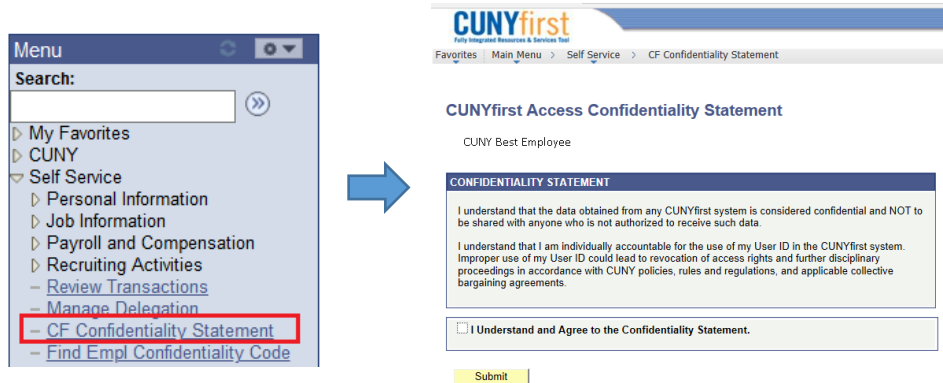 Menu
Search:
My Favorites
CUNY
Self Service
Personal Information
Job Information
Payroll and Compensation
Recruiting Activities
Review Transactions
Manage Delegation
CF Confidentiality Statement
Find Empl Confidentiality Code
CUNYfirst
Fully Integrated Resources & Services Tool
Favorites Main Menu > Self Service > CF Confidentiality Statement
CUNYfirst Access Confidentiality Statement
CUNY Best Employee
CONFIDENTIALITY STATEMENT
I understand that the data obtained from any CUNYfirst system is considered confidential and NOT to
be shared with anyone who is not authorized to receive such data.
I understand that I am individually accountable for the use of my User ID in the CUNYfirst system.
Improper use of my User ID could lead to revocation of access rights and further disciplinary
proceedings in accordance with CUNY policies, rules and regulations, and applicable collective
bargaining agreements.
I Understand and Agree to the Confidentiality Statement.
Submit